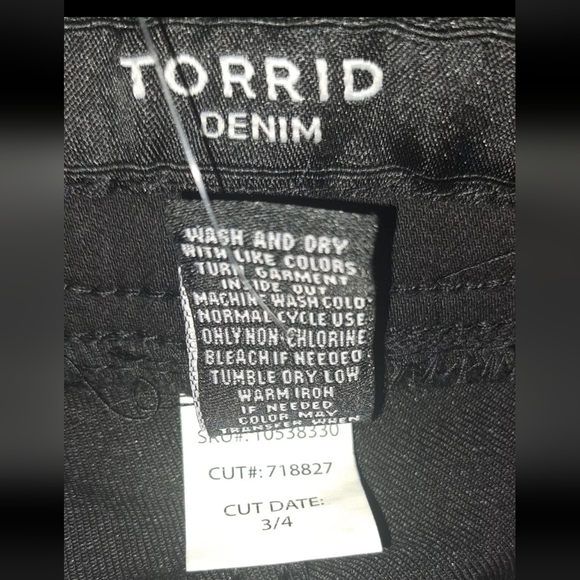 TORRID
DENIM
WASH AND DRY
WITH LIKE COLORS
TURN GARMENT
INSIDE OUT
MACHINE WASH COLD
NORMAL CYCLE USE
ONLY NON-CHLORINE
BLEACH IF NEEDED
TUMBLE DRY LOW
WARM IRON
IF NEEDED
COLOR MAY
TRANSFER WHEN
SKU#: 10538330
CUT#: 718827
CUT DATE:
3/4